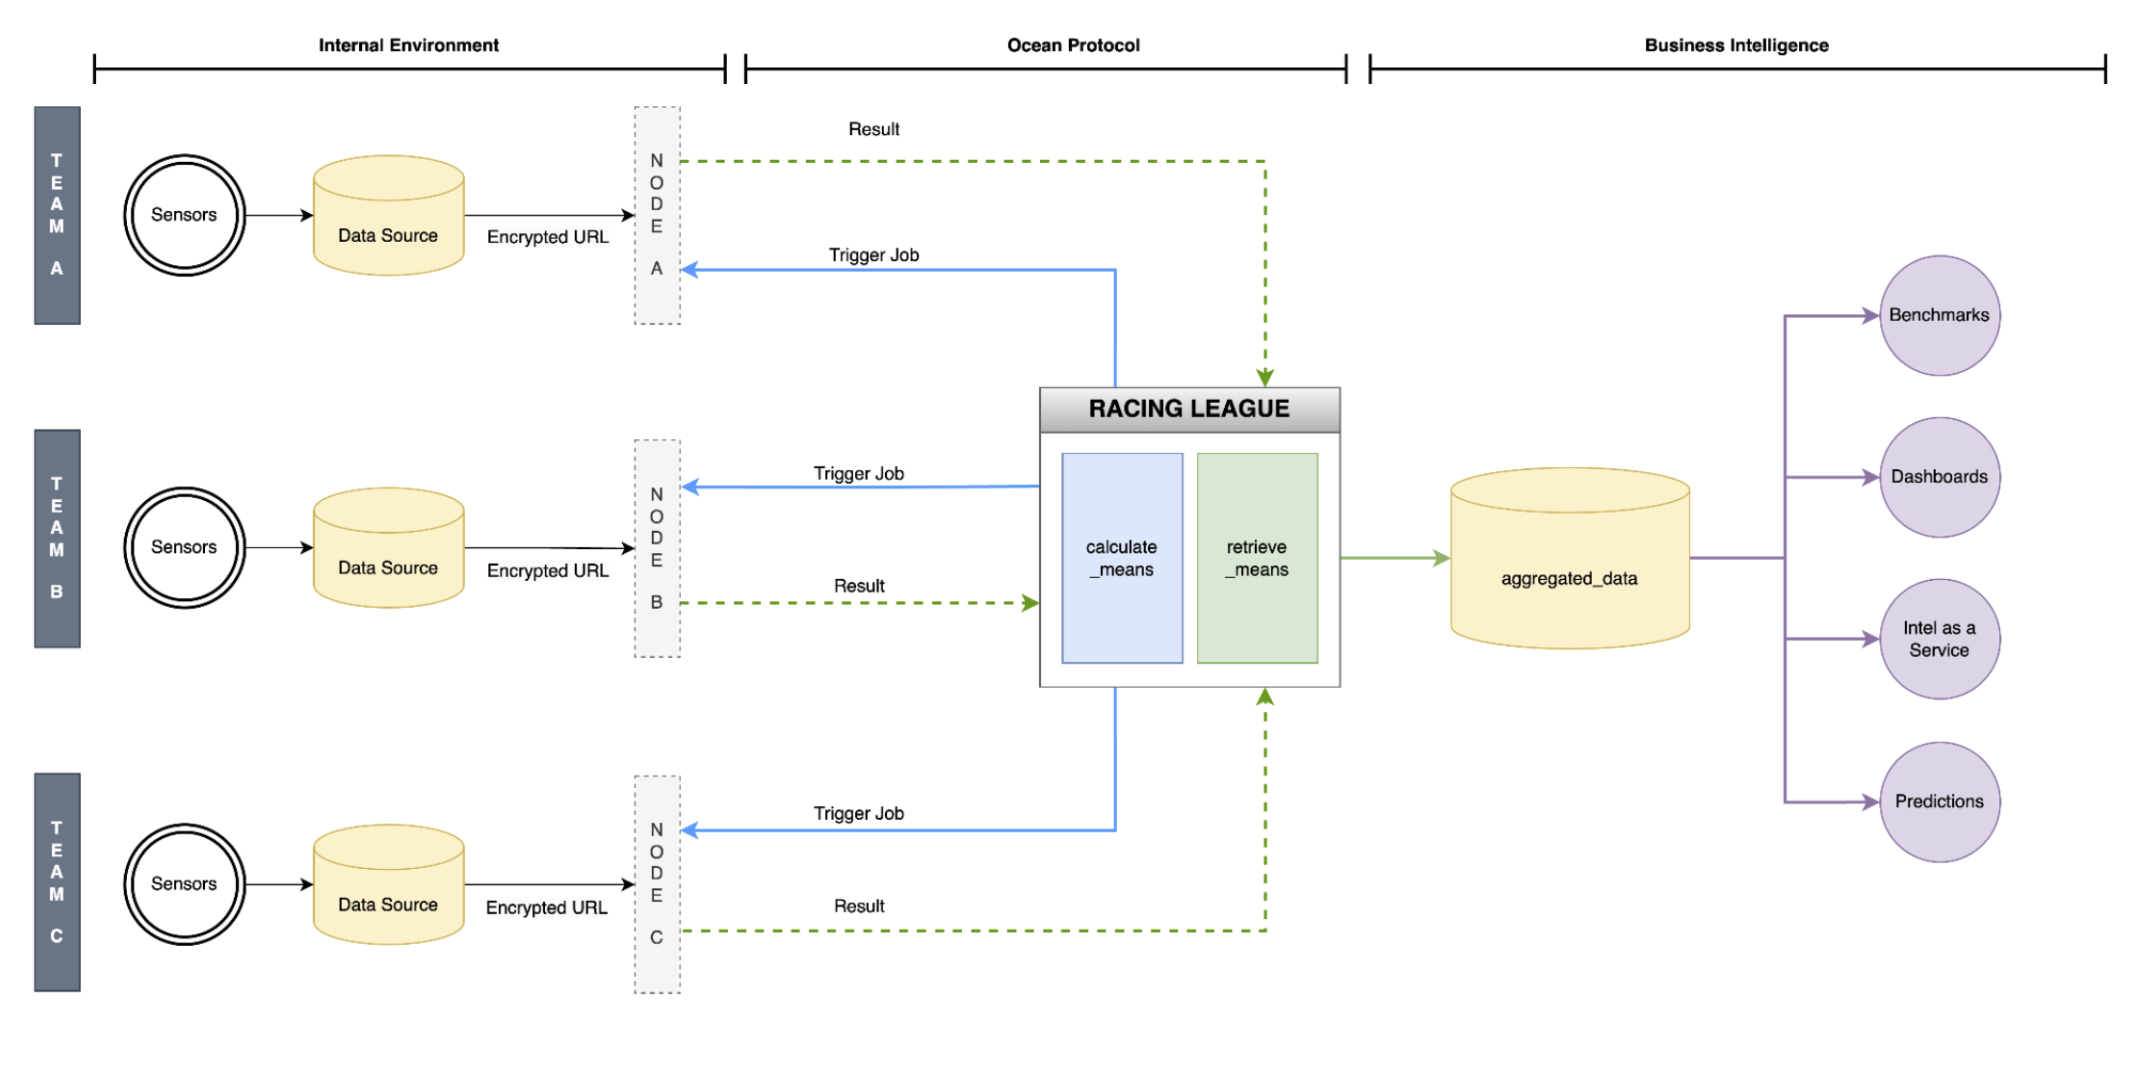 Internal Environment
Ocean Protocol
Business Intelligence
TEAM A
Sensors
Data Source
Encrypted URL
NODE A
Result
Trigger Job
TEAM B
Sensors
Data Source
Encrypted URL
NODE B
Trigger Job
Result
TEAM C
Sensors
Data Source
Encrypted URL
NODE C
Trigger Job
Result
RACING LEAGUE
calculate
_means
retrieve
_means
aggregated_data
Benchmarks
Dashboards
Intel as a
Service
Predictions